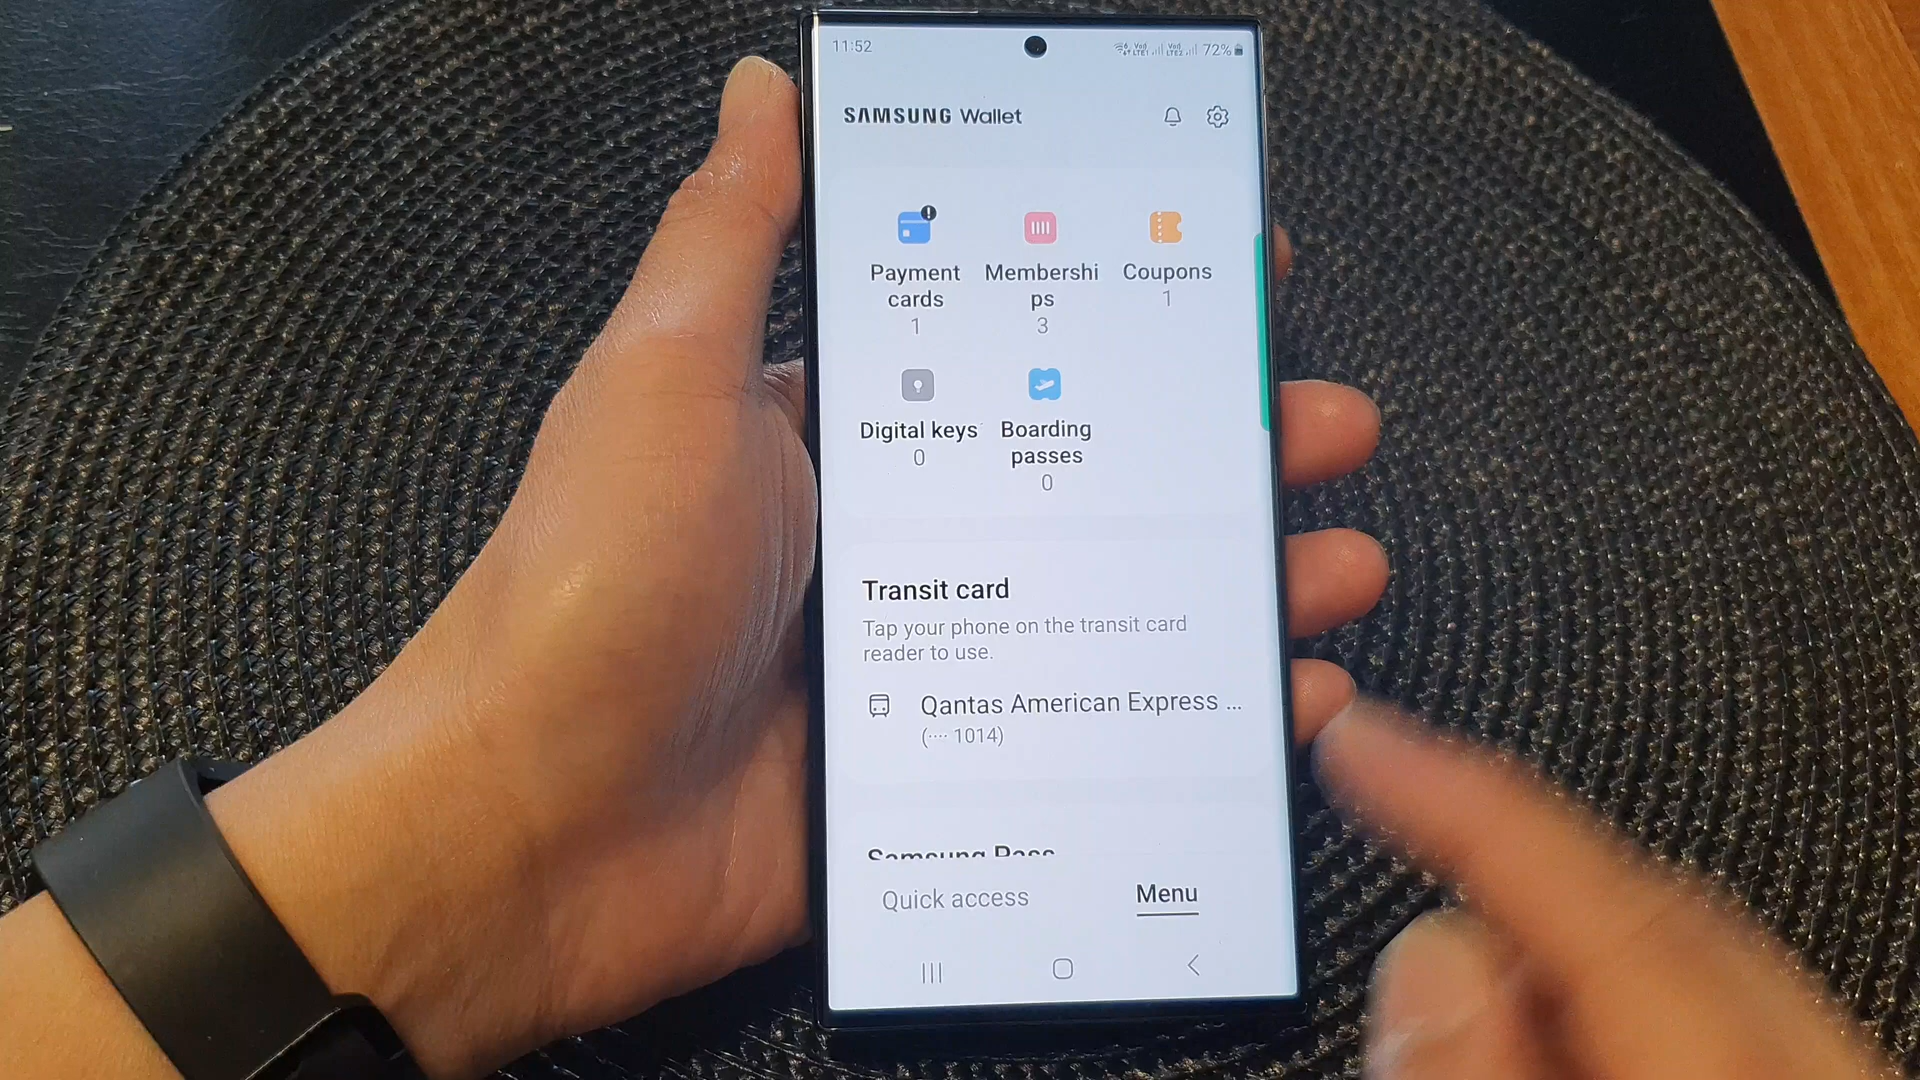 11:52
72%
SAMSUNG Wallet
Payment
cards
1
Membershi
ps
3
Coupons
1
Digital keys
0
Boarding
passes
0
Transit card
Tap your phone on the transit card
reader to use.
Qantas American Express ...
(···· 1014)
Samsung Pass
Quick access
Menu